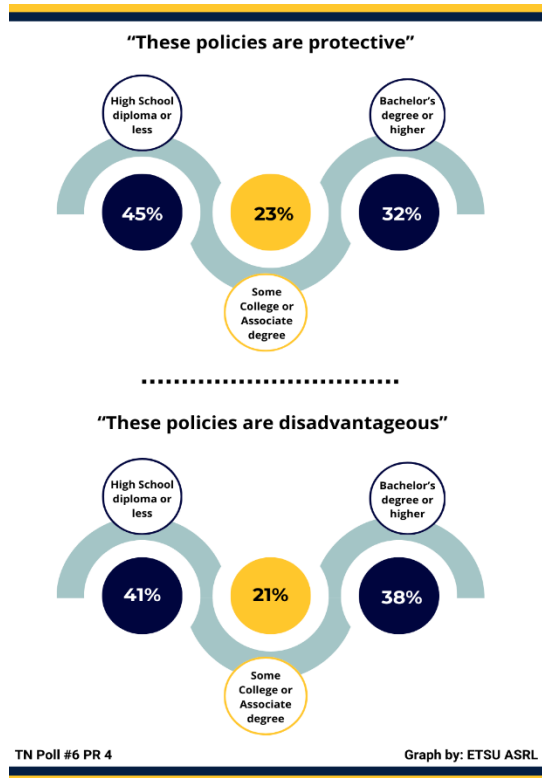 “These policies are protective”
High School
diploma or
less
Bachelor’s
degree or
higher
45%
23%
32%
Some
College or
Associate
degree
“These policies are disadvantageous”
High School
diploma or
less
Bachelor’s
degree or
higher
41%
21%
38%
Some
College or
Associate
degree
TN Poll #6 PR 4
Graph by: ETSU ASRL